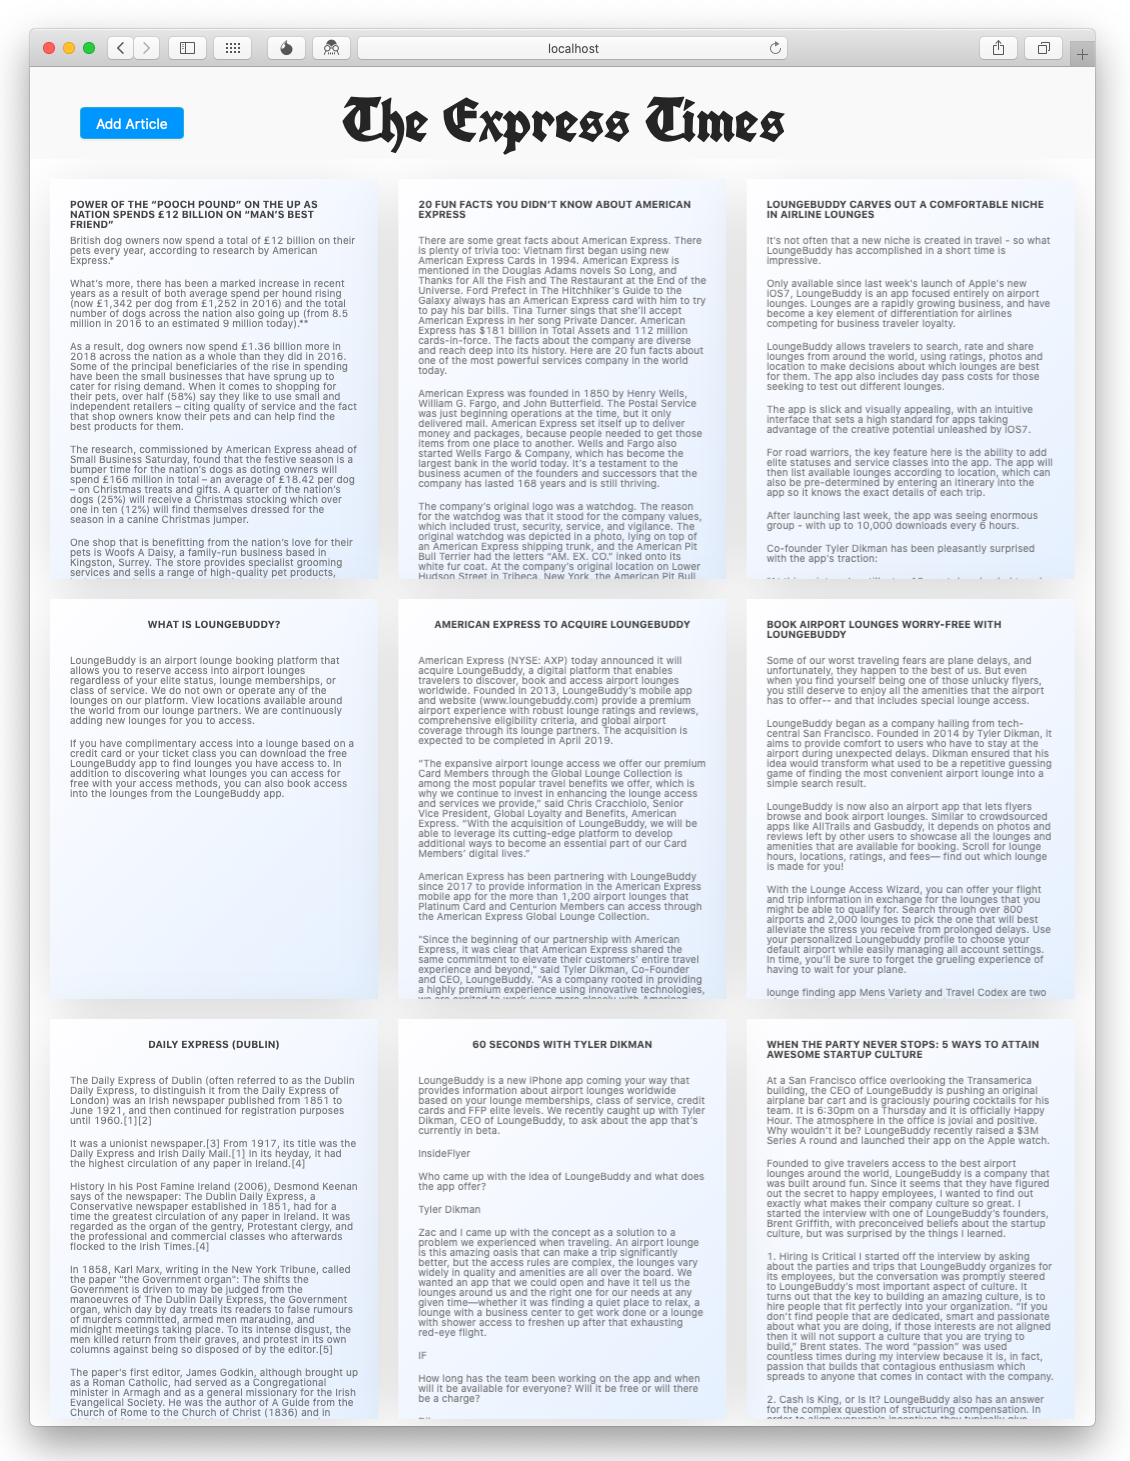 localhost
Add Article
The Express Times
POWER OF THE “POOCH POUND” ON THE UP AS
NATION SPENDS £12 BILLION ON “MAN’S BEST
FRIEND”
British dog owners now spend a total of £12 billion on their
pets every year, according to research by American
Express.*
What’s more, there has been a marked increase in recent
years as a result of both average spend per hound rising
(now £1,342 per dog from £1,252 in 2016) and the total
number of dogs across the nation also going up (from 8.5
million in 2016 to an estimated 9 million today).**
As a result, dog owners now spend £1.36 billion more in
2018 across the nation as a whole than they did in 2016.
Some of the principal beneficiaries of the rise in spending
have been the small businesses that have sprung up to
cater for rising demand. When it comes to shopping for
their pets, over half (58%) say they like to use small and
independent retailers – citing quality of service and the fact
that shop owners know their pets and can help find the
best products for them.
The research, commissioned by American Express ahead of
Small Business Saturday, found that the festive season is a
bumper time for the nation’s dogs as doting owners will
spend £166 million in total – an average of £18.42 per dog
– on Christmas treats and gifts. A quarter of the nation’s
dogs (25%) will receive a Christmas stocking which over
one in ten (12%) will find themselves dressed for the
season in a canine Christmas jumper.
One shop that is benefitting from the nation’s love for their
pets is Woofs A Daisy, a family-run business based in
Kingston, Surrey. The store provides specialist grooming
services and sells a range of high-quality pet products,
20 FUN FACTS YOU DIDN’T KNOW ABOUT AMERICAN
EXPRESS
There are some great facts about American Express. There
is plenty of trivia too: Vietnam first began using new
American Express Cards in 1994. American Express is
mentioned in the Douglas Adams novels So Long, and
Thanks for All the Fish and The Restaurant at the End of the
Universe. Ford Prefect in The Hitchhiker’s Guide to the
Galaxy always has an American Express card with him to try
to pay his bar bills. Tina Turner sings that she’ll accept
American Express in her song Private Dancer. American
Express has $181 billion in Total Assets and 112 million
cards-in-force. The facts about the company are diverse
and reach deep into its history. Here are 20 fun facts about
one of the most powerful services company in the world
today.
American Express was founded in 1850 by Henry Wells,
William G. Fargo, and John Butterfield. The Postal Service
was just beginning operations at the time, but it only
delivered mail. American Express set itself up to deliver
money and packages, because people needed to get those
items from one place to another. Wells and Fargo also
started Wells Fargo & Company, which has become the
largest bank in the world today. It’s a testament to the
business acumen of the founders and successors that the
company has lasted 168 years and is still thriving.
The company’s original logo was a watchdog. The reason
for the watchdog was that it stood for the company values,
which included trust, security, service, and vigilance. The
original watchdog was depicted in a photo, lying on top of
an American Express shipping trunk, and the American Pit
Bull Terrier had the letters “AM. EX. CO.” inked onto its
white fur coat. At the company’s original location on Lower
Hudson Street in Tribeca, New York, the American Pit Bull
LOUNGEBUDDY CARVES OUT A COMFORTABLE NICHE
IN AIRLINE LOUNGES
It's not often that a new niche is created in travel - so what
LoungeBuddy has accomplished in a short time is
impressive.
Only available since last week's launch of Apple's new
iOS7, LoungeBuddy is an app focused entirely on airport
lounges. Lounges are a rapidly growing business, and have
become a key element of differentiation for airlines
competing for business traveler loyalty.
LoungeBuddy allows travelers to search, rate and share
lounges from around the world, using ratings, photos and
location to make decisions about which lounges are best
for them. The app also includes day pass costs for those
seeking to test out different lounges.
The app is slick and visually appealing, with an intuitive
interface that sets a high standard for apps taking
advantage of the creative potential unleashed by iOS7.
For road warriors, the key feature here is the ability to add
elite statuses and service classes into the app. The app will
then list available lounges according to location, which can
also be pre-determined by entering an itinerary into the
app so it knows the exact details of each trip.
After launching last week, the app was seeing enormous
group - with up to 10,000 downloads every 6 hours.
Co-founder Tyler Dikman has been pleasantly surprised
with the app's traction:
WHAT IS LOUNGEBUDDY?
LoungeBuddy is an airport lounge booking platform that
allows you to reserve access into airport lounges
regardless of your elite status, lounge memberships, or
class of service. We do not own or operate any of the
lounges on our platform. View locations available around
the world from our lounge partners. We are continuously
adding new lounges for you to access.
If you have complimentary access into a lounge based on a
credit card or your ticket class you can download the free
LoungeBuddy app to find lounges you have access to. In
addition to discovering what lounges you can access for
free with your access methods, you can also book access
into the lounges from the LoungeBuddy app.
AMERICAN EXPRESS TO ACQUIRE LOUNGEBUDDY
American Express (NYSE: AXP) today announced it will
acquire LoungeBuddy, a digital platform that enables
travelers to discover, book and access airport lounges
worldwide. Founded in 2013, LoungeBuddy’s mobile app
and website (www.loungebuddy.com) provide a premium
airport experience with robust lounge ratings and reviews,
comprehensive eligibility criteria, and global airport
coverage through its lounge partners. The acquisition is
expected to be completed in April 2019.
“The expansive airport lounge access we offer our premium
Card Members through the Global Lounge Collection is
among the most popular travel benefits we offer, which is
why we continue to invest in enhancing the lounge access
and services we provide,” said Chris Cracchiolo, Senior
Vice President, Global Loyalty and Benefits, American
Express. “With the acquisition of LoungeBuddy, we will be
able to leverage its cutting-edge platform to develop
additional ways to become an essential part of our Card
Members’ digital lives.”
American Express has been partnering with LoungeBuddy
since 2017 to provide information in the American Express
mobile app for the more than 1,200 airport lounges that
Platinum Card and Centurion Members can access through
the American Express Global Lounge Collection.
“Since the beginning of our partnership with American
Express, it was clear that American Express shared the
same commitment to elevate their customers’ entire travel
experience and beyond,” said Tyler Dikman, Co-Founder
and CEO, LoungeBuddy. “As a company rooted in providing
a highly premium experience using innovative technologies,
we are excited to work even more closely with American
BOOK AIRPORT LOUNGES WORRY-FREE WITH
LOUNGEBUDDY
Some of our worst traveling fears are plane delays, and
unfortunately, they happen to the best of us. But even
when you find yourself being one of those unlucky flyers,
you still deserve to enjoy all the amenities that the airport
has to offer-- and that includes special lounge access.
LoungeBuddy began as a company hailing from tech-
central San Francisco. Founded in 2014 by Tyler Dikman, it
aims to provide comfort to users who have to stay at the
airport during unexpected delays. Dikman ensured that his
idea would transform what used to be a repetitive guessing
game of finding the most convenient airport lounge into a
simple search result.
LoungeBuddy is now also an airport app that lets flyers
browse and book airport lounges. Similar to crowdsourced
apps like AllTrails and Gasbuddy, it depends on photos and
reviews left by other users to showcase all the lounges and
amenities that are available for booking. Scroll for lounge
hours, locations, ratings, and fees— find out which lounge
is made for you!
With the Lounge Access Wizard, you can offer your flight
and trip information in exchange for the lounges that you
might be able to qualify for. Search through over 800
airports and 2,000 lounges to pick the one that will best
alleviate the stress you receive from prolonged delays. Use
your personalized Loungebuddy profile to choose your
default airport while easily managing all account settings.
In time, you'll be sure to forget the grueling experience of
having to wait for your plane.
lounge finding app Mens Variety and Travel Codex are two
DAILY EXPRESS (DUBLIN)
The Daily Express of Dublin (often referred to as the Dublin
Daily Express, to distinguish it from the Daily Express of
London) was an Irish newspaper published from 1851 to
June 1921, and then continued for registration purposes
until 1960.[1][2]
It was a unionist newspaper.[3] From 1917, its title was the
Daily Express and Irish Daily Mail.[1] In its heyday, it had
the highest circulation of any paper in Ireland.[4]
History In his Post Famine Ireland (2006), Desmond Keenan
says of the newspaper: The Dublin Daily Express, a
Conservative newspaper established in 1851, had for a
time the greatest circulation of any paper in Ireland. It was
regarded as the organ of the gentry, Protestant clergy, and
the professional and commercial classes who afterwards
flocked to the Irish Times.[4]
In 1858, Karl Marx, writing in the New York Tribune, called
the paper "the Government organ": The shifts the
Government is driven to may be judged from the
manoeuvres of The Dublin Daily Express, the Government
organ, which day by day treats its readers to false rumours
of murders committed, armed men marauding, and
midnight meetings taking place. To its intense disgust, the
men killed return from their graves, and protest in its own
columns against being so disposed of by the editor.[5]
The paper's first editor, James Godkin, although brought up
as a Roman Catholic, had served as a Congregational
minister in Armagh and as a general missionary for the Irish
Evangelical Society. He was the author of A Guide from the
Church of Rome to the Church of Christ (1836) and in
60 SECONDS WITH TYLER DIKMAN
LoungeBuddy is a new iPhone app coming your way that
provides information about airport lounges worldwide
based on your lounge memberships, class of service, credit
cards and FFP elite levels. We recently caught up with Tyler
Dikman, CEO of LoungeBuddy, to ask about the app that’s
currently in beta.
InsideFlyer
Who came up with the idea of LoungeBuddy and what does
the app offer?
Tyler Dikman
Zac and I came up with the concept as a solution to a
problem we experienced when traveling. An airport lounge
is this amazing oasis that can make a trip significantly
better, but the access rules are complex, the lounges vary
widely in quality and amenities are all over the board. We
wanted an app that we could open and have it tell us the
lounges around us and the right one for our needs at any
given time—whether it was finding a quiet place to relax, a
lounge with a business center to get work done or a lounge
with shower access to freshen up after that exhausting
red-eye flight.
IF
How long has the team been working on the app and when
will it be available for everyone? Will it be free or will there
be a charge?
WHEN THE PARTY NEVER STOPS: 5 WAYS TO ATTAIN
AWESOME STARTUP CULTURE
At a San Francisco office overlooking the Transamerica
building, the CEO of LoungeBuddy is pushing an original
airplane bar cart and is graciously pouring cocktails for his
team. It is 6:30pm on a Thursday and it is officially Happy
Hour. The atmosphere in the office is jovial and positive.
Why wouldn’t it be? LoungeBuddy recently raised a $3M
Series A round and launched their app on the Apple watch.
Founded to give travelers access to the best airport
lounges around the world, LoungeBuddy is a company that
was built around fun. Since it seems that they have figured
out the secret to happy employees, I wanted to find out
exactly what makes their company culture so great. I
started the interview with one of LoungeBuddy’s founders,
Brent Griffith, with preconceived beliefs about the startup
culture, but was surprised by the things I learned.
1. Hiring Is Critical I started off the interview by asking
about the parties and trips that LoungeBuddy organizes for
its employees, but the conversation was promptly steered
to LoungeBuddy’s most important aspect of culture. It
turns out that the key to building an amazing culture, is to
hire people that fit perfectly into your organization. “If you
don’t find people that are dedicated, smart and passionate
about what you are doing, if those interests are not aligned
then it will not support a culture that you are trying to
build,” Brent states. The word “passion” was used
countless times during my interview because it is, in fact,
passion that builds that contagious enthusiasm which
spreads to anyone that comes in contact with the company.
2. Cash Is King, or Is It? LoungeBuddy also has an answer
for the complex question of structuring compensation. In
order to align everyone’s incentives they typically give